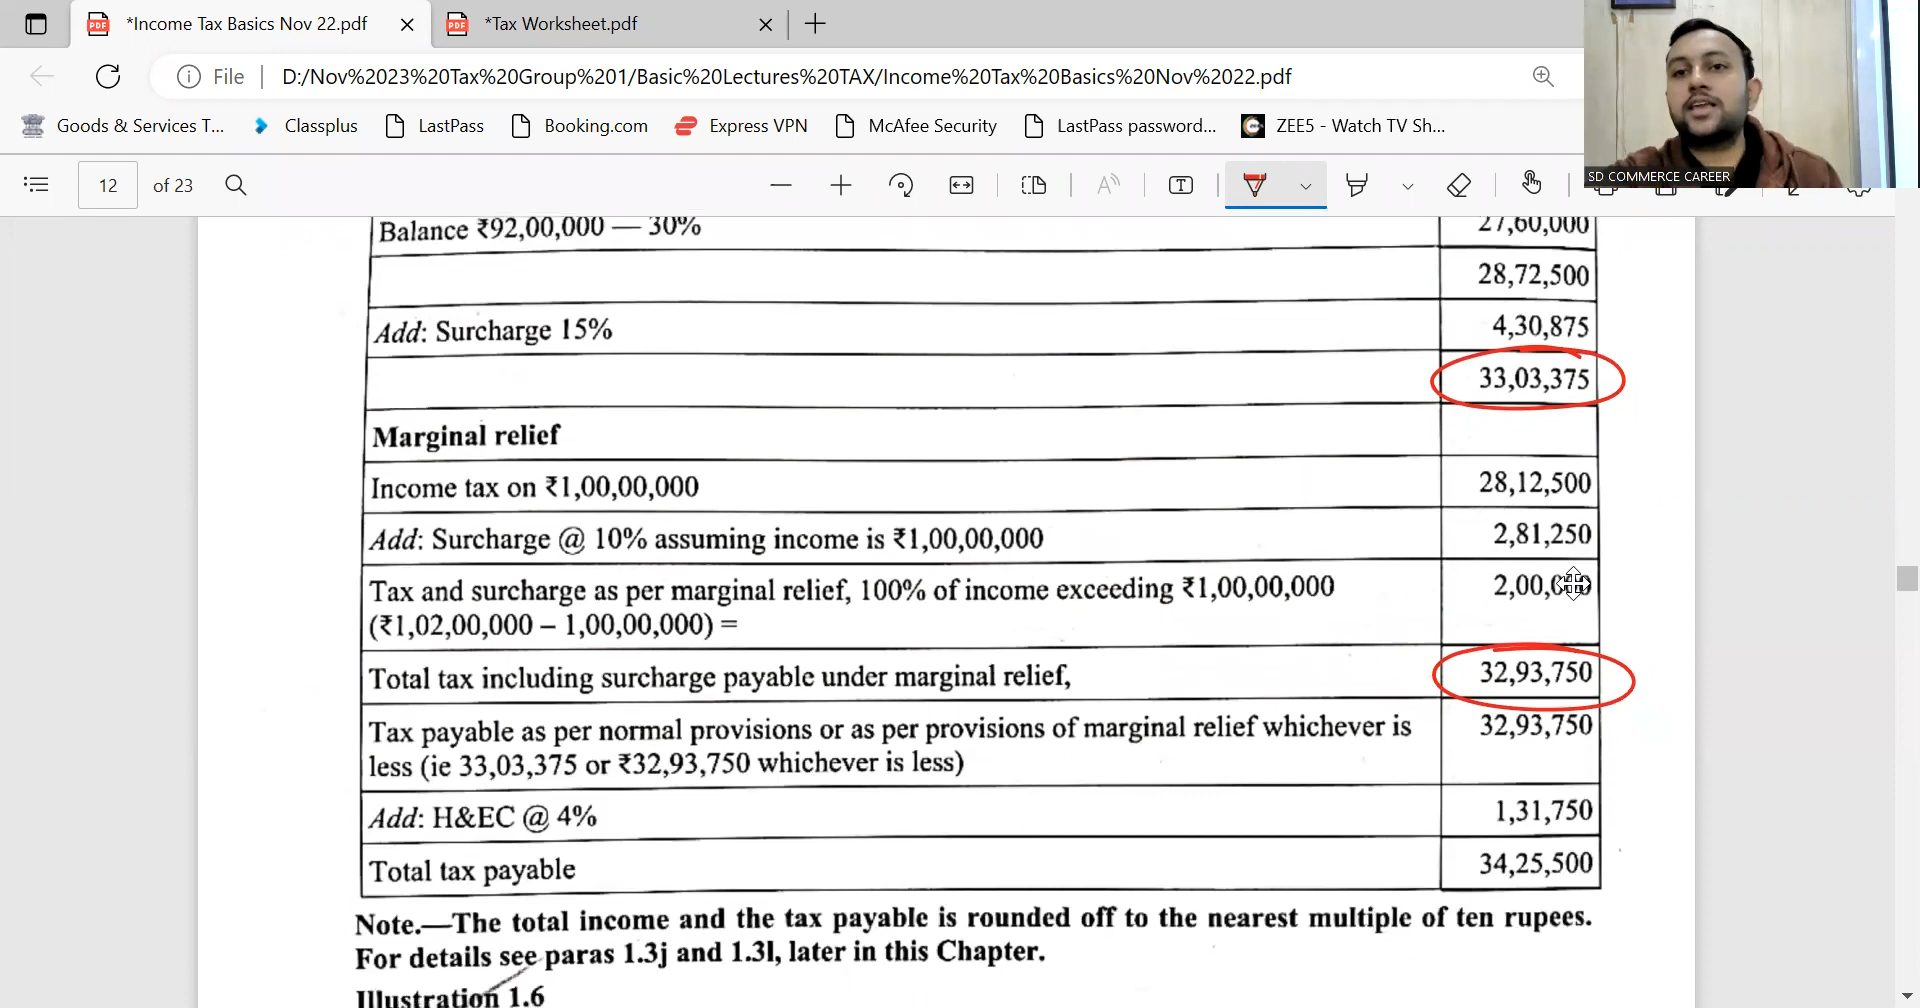 *Income Tax Basics Nov 22.pdf
*Tax Worksheet.pdf
File
D:/Nov%2023%20Tax%20Group%201/Basic%20Lectures%20TAX/Income%20Tax%20Basics%20Nov%2022.pdf
Goods & Services T...
Classplus
LastPass
Booking.com
Express VPN
McAfee Security
LastPass password...
ZEE5 - Watch TV Sh...
SD COMMERCE CAREER
12 of 23
Balance ₹92,00,000 — 30% 27,60,000
28,72,500
Add: Surcharge 15% 4,30,875
33,03,375
Marginal relief
Income tax on ₹1,00,00,000 28,12,500
Add: Surcharge @ 10% assuming income is ₹1,00,00,000 2,81,250
Tax and surcharge as per marginal relief, 100% of income exceeding ₹1,00,00,000
(₹1,02,00,000 – 1,00,00,000) = 2,00,000
Total tax including surcharge payable under marginal relief, 32,93,750
Tax payable as per normal provisions or as per provisions of marginal relief whichever is
less (ie 33,03,375 or ₹32,93,750 whichever is less) 32,93,750
Add: H&EC @ 4% 1,31,750
Total tax payable 34,25,500
Note.—The total income and the tax payable is rounded off to the nearest multiple of ten rupees.
For details see paras 1.3j and 1.3l, later in this Chapter.
Illustration 1.6